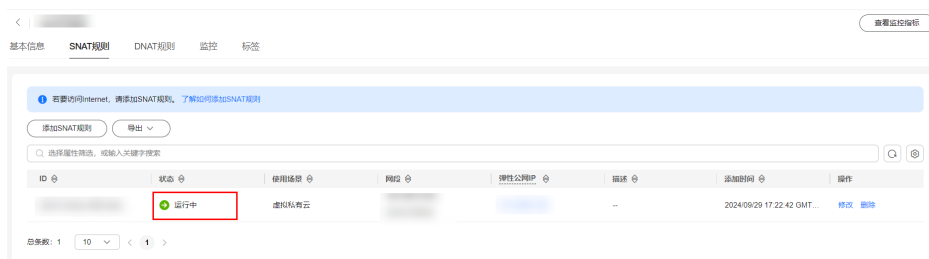 查看监控指标
基本信息 SNAT规则 DNAT规则 监控 标签
若要访问Internet，请添加SNAT规则。 了解如何添加SNAT规则
添加SNAT规则 导出
选择属性筛选，或输入关键字搜索
ID 状态 使用场景 网段 弹性公网IP 描述 添加时间 操作
运行中 虚拟私有云 -- 2024/09/29 17:22:42 GMT... 修改 删除
总条数：1 10 1